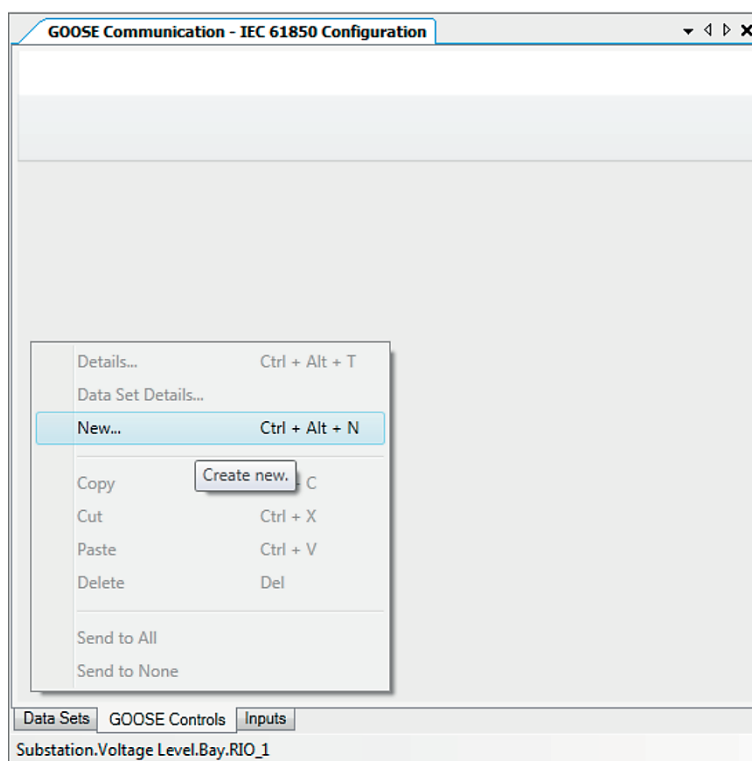 GOOSE Communication - IEC 61850 Configuration
Details... Ctrl + Alt + T
Data Set Details...
New... Ctrl + Alt + N
Create new.
Copy C
Cut Ctrl + X
Paste Ctrl + V
Delete Del
Send to All
Send to None
Data Sets GOOSE Controls Inputs
Substation.Voltage Level.Bay.RIO_1